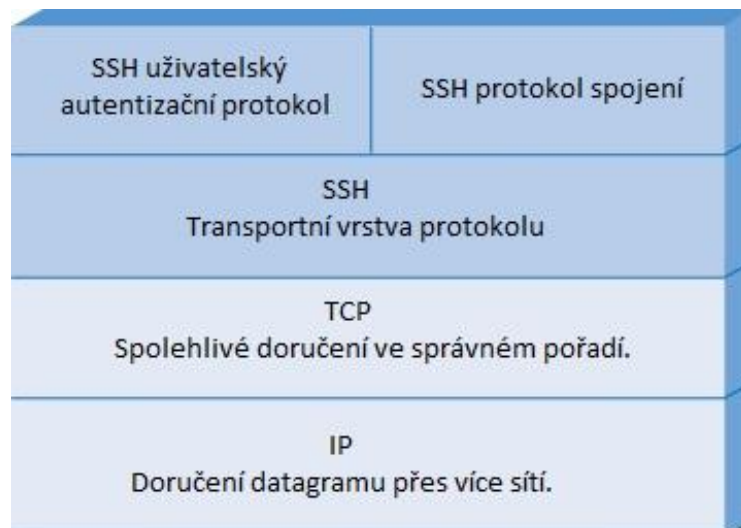 SSH uživatelský
autentizační protokol
SSH protokol spojení
SSH
Transportní vrstva protokolu
TCP
Spolehlivé doručení ve správném pořadí.
IP
Doručení datagramu přes více sítí.